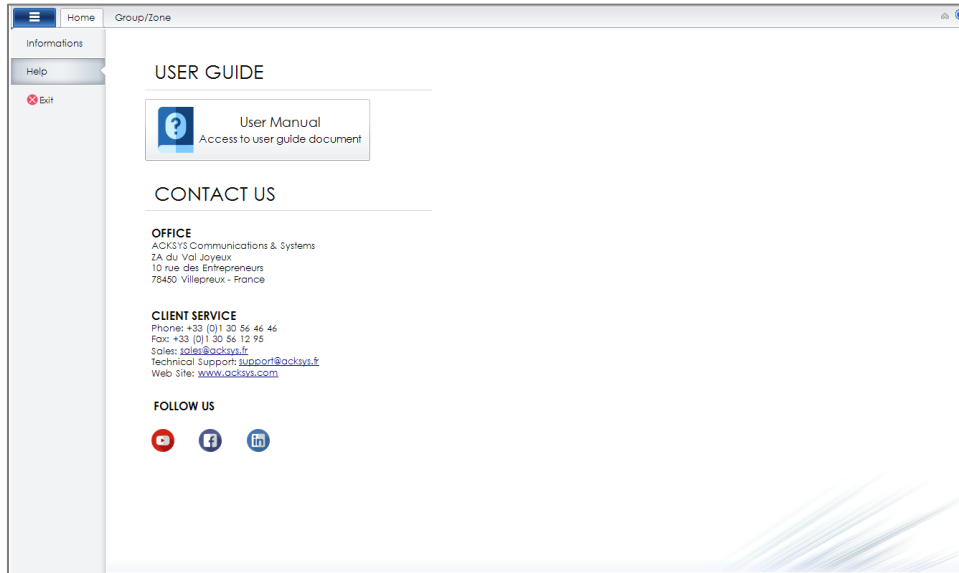 Home Group/Zone
Informations
Help
Exit
USER GUIDE
User Manual
Access to user guide document
CONTACT US
OFFICE
ACKSYS Communications & Systems
ZA du Val Joyeux
10 rue des Entrepreneurs
78450 Villepreux - France
CLIENT SERVICE
Phone: +33 (0)1 30 56 46 46
Fax: +33 (0)1 30 56 12 95
Sales: sales@acksys.fr
Technical Support: support@acksys.fr
Web Site: www.acksys.com
FOLLOW US